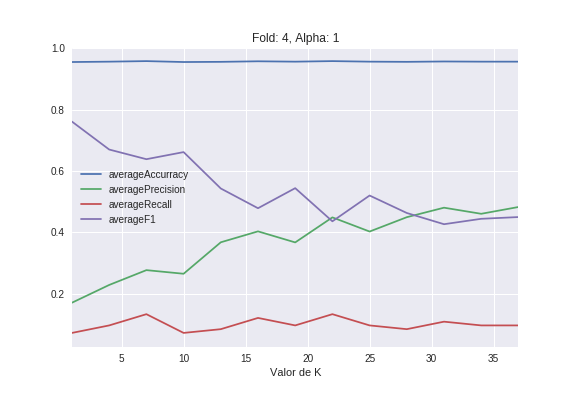 Fold: 4, Alpha: 1
1.0
0.8
0.6
0.4
0.2
averageAccurracy
averagePrecision
averageRecall
averageF1
5 10 15 20 25 30 35
Valor de K